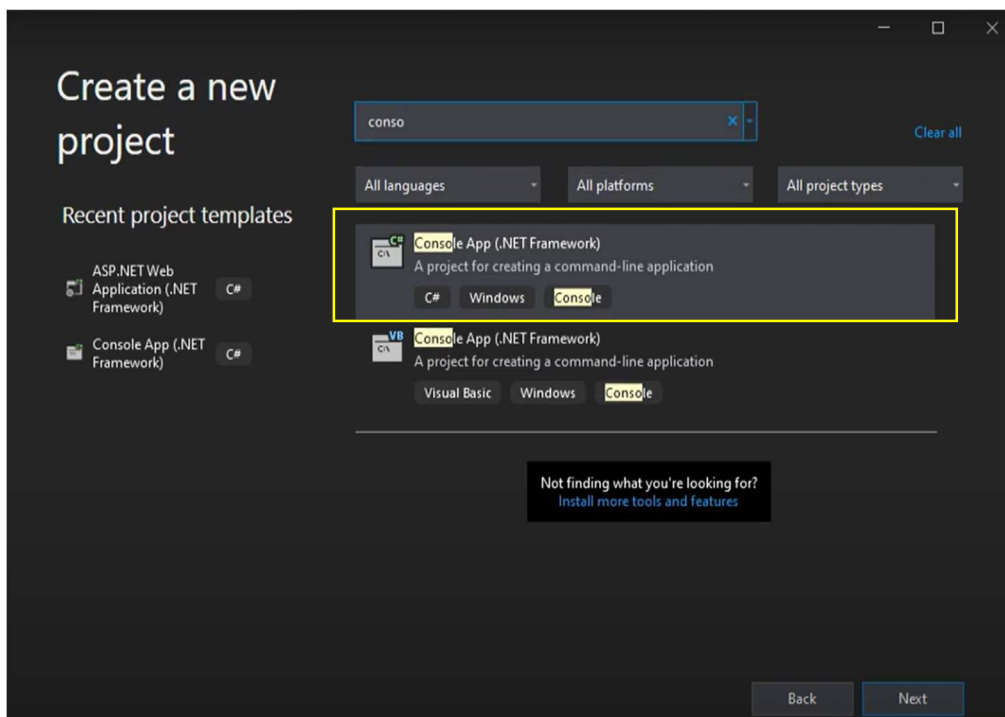 Create a new
project
Recent project templates
ASP.NET Web
Application (.NET
Framework)
C#
Console App (.NET
Framework)
C#
conso
Clear all
All languages
All platforms
All project types
C#
C:\
Console App (.NET Framework)
A project for creating a command-line application
C#
Windows
Console
VB
C:\
Console App (.NET Framework)
A project for creating a command-line application
Visual Basic
Windows
Console
Not finding what you're looking for?
Install more tools and features
Back
Next